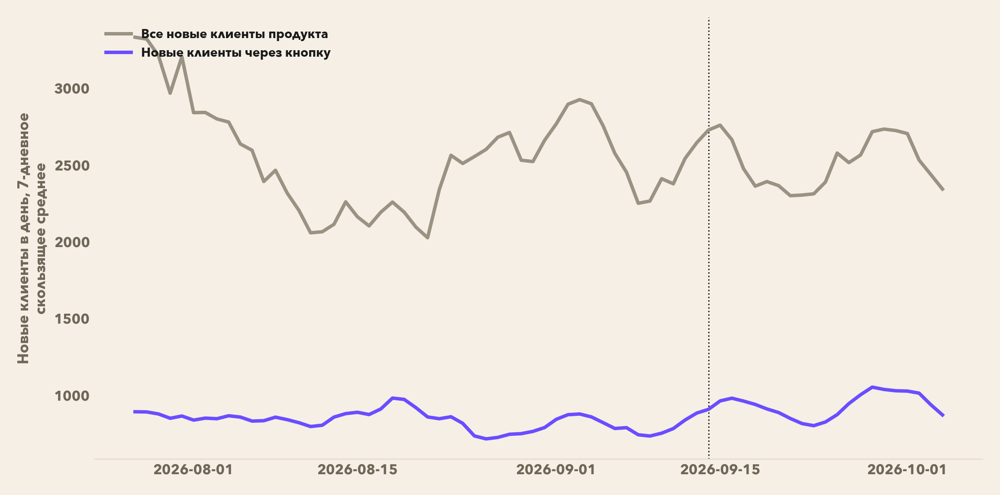 Все новые клиенты продукта
Новые клиенты через кнопку
Новые клиенты в день, 7-дневное
скользящее среднее
3000
2500
2000
1500
1000
2026-08-01
2026-08-15
2026-09-01
2026-09-15
2026-10-01